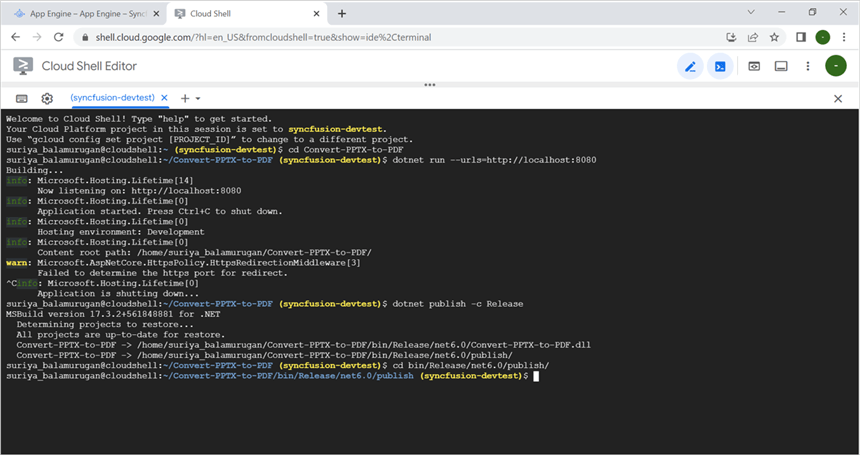 App Engine – App Engine – Sync
Cloud Shell
shell.cloud.google.com/?hl=en_US&fromcloudshell=true&show=ide%2Cterminal
Cloud Shell Editor
(syncfusion-devtest)
Welcome to Cloud Shell! Type "help" to get started.
Your Cloud Platform project in this session is set to syncfusion-devtest.
Use “gcloud config set project [PROJECT_ID]” to change to a different project.
suriya_balamurugan@cloudshell:~ (syncfusion-devtest)$ cd Convert-PPTX-to-PDF
suriya_balamurugan@cloudshell:~/Convert-PPTX-to-PDF (syncfusion-devtest)$ dotnet run --urls=http://localhost:8080
Building...
info: Microsoft.Hosting.Lifetime[14]
Now listening on: http://localhost:8080
info: Microsoft.Hosting.Lifetime[0]
Application started. Press Ctrl+C to shut down.
info: Microsoft.Hosting.Lifetime[0]
Hosting environment: Development
info: Microsoft.Hosting.Lifetime[0]
Content root path: /home/suriya_balamurugan/Convert-PPTX-to-PDF/
warn: Microsoft.AspNetCore.HttpsPolicy.HttpsRedirectionMiddleware[3]
Failed to determine the https port for redirect.
^Cinfo: Microsoft.Hosting.Lifetime[0]
Application is shutting down...
suriya_balamurugan@cloudshell:~/Convert-PPTX-to-PDF (syncfusion-devtest)$ dotnet publish -c Release
MSBuild version 17.3.2+561848881 for .NET
Determining projects to restore...
All projects are up-to-date for restore.
Convert-PPTX-to-PDF -> /home/suriya_balamurugan/Convert-PPTX-to-PDF/bin/Release/net6.0/Convert-PPTX-to-PDF.dll
Convert-PPTX-to-PDF -> /home/suriya_balamurugan/Convert-PPTX-to-PDF/bin/Release/net6.0/publish/
suriya_balamurugan@cloudshell:~/Convert-PPTX-to-PDF (syncfusion-devtest)$ cd bin/Release/net6.0/publish/
suriya_balamurugan@cloudshell:~/Convert-PPTX-to-PDF/bin/Release/net6.0/publish (syncfusion-devtest)$